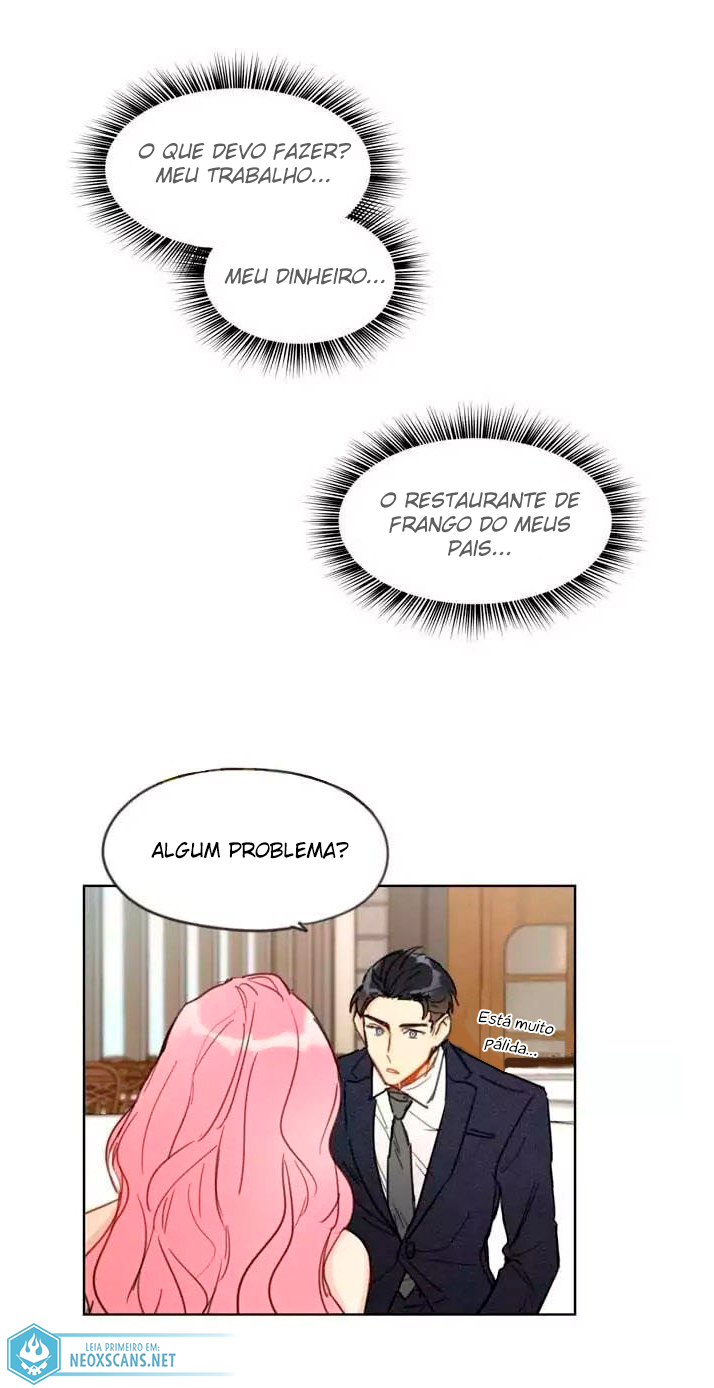 O QUE DEVO FAZER?
MEU TRABALHO...
MEU DINHEIRO...
O RESTAURANTE DE
FRANGO DO MEUS
PAIS...
ALGUM PROBLEMA?
Está muito
pálida...
LEIA PRIMEIRO EM:
NEOXSCANS.NET